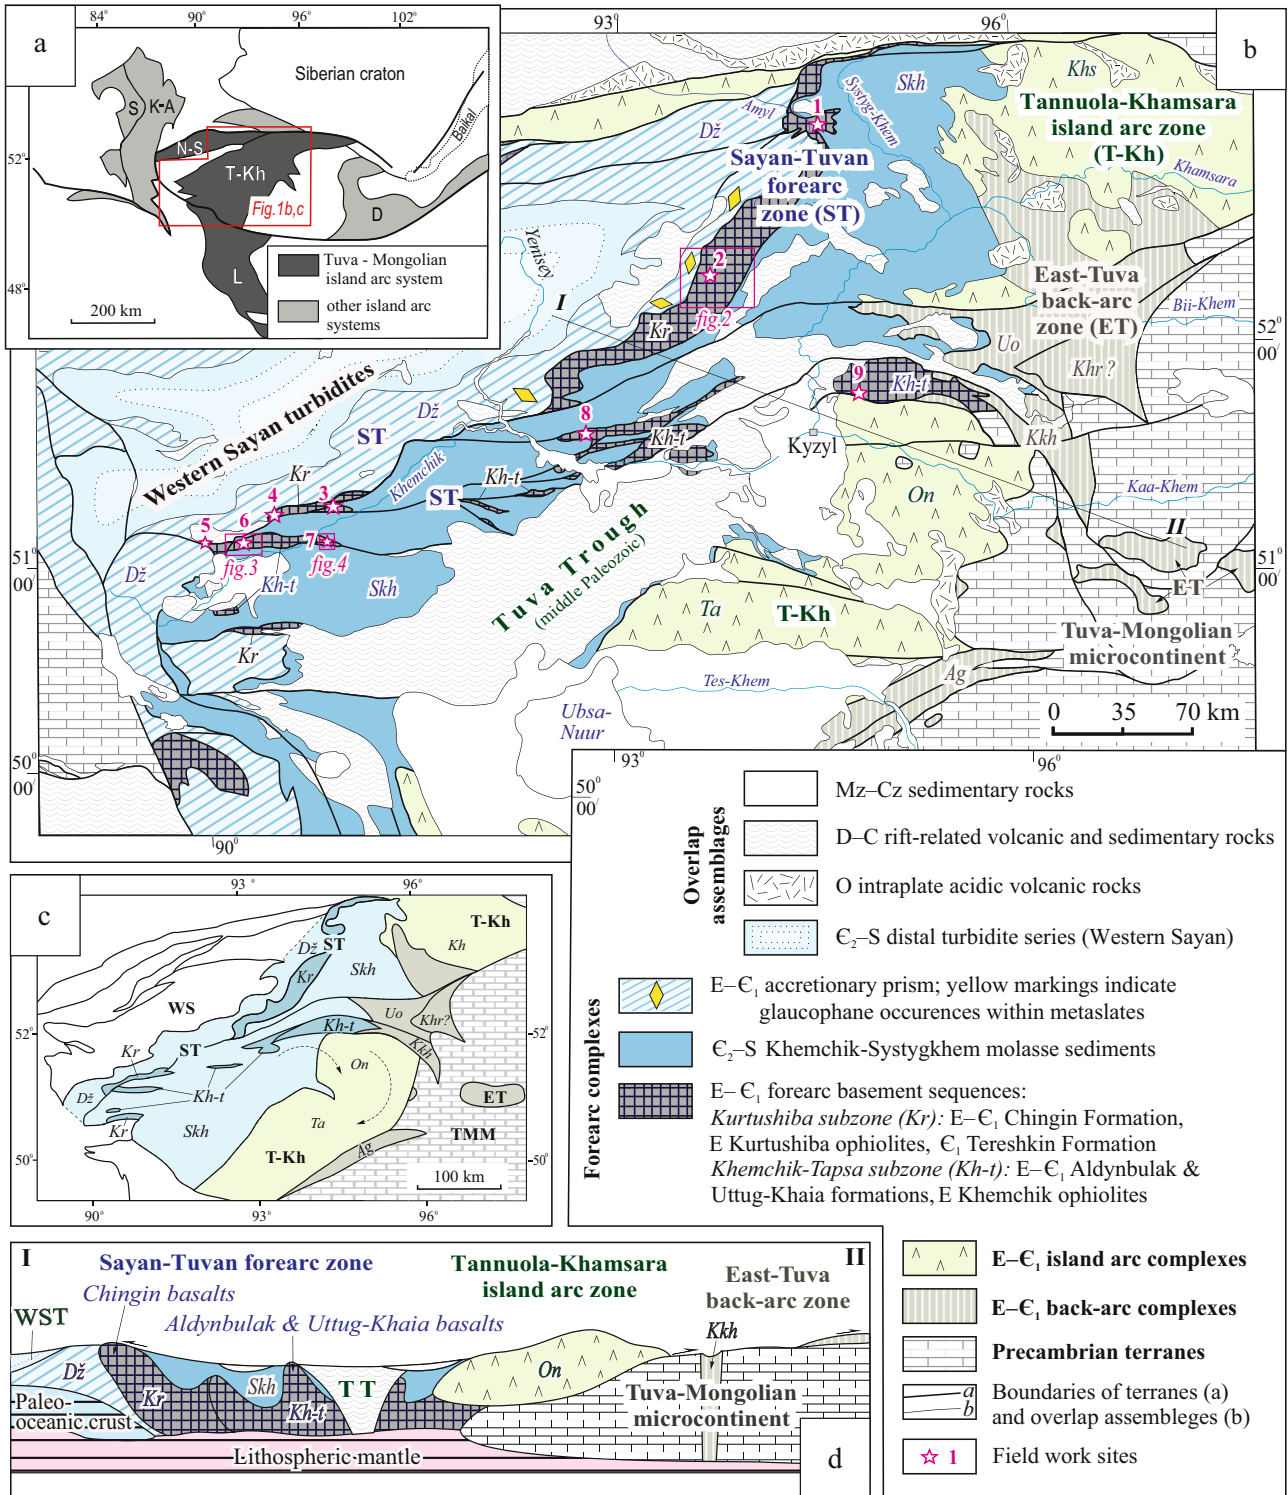 a
84°
90°
96°
102°
52°
48°
Siberian craton
Baikal
S
K-A
N-S
T-Kh
Fig.1b,c
D
L
Tuva - Mongolian
island arc system
other island arc
systems
200 km
b
93°
96°
Khs
Tannuola-Khamsara
island arc zone
(T-Kh)
Khamsara
Skh
Systyg-Khem
Amyl
1
Dž
Sayan-Tuvan
forearc
zone (ST)
Yenisey
I
2
fig.2
Kr
East-Tuva
back-arc
zone (ET)
Bii-Khem
52°
00′
Uo
Khr ?
9
Kh-t
Kkh
Kyzyl
Western Sayan turbidites
ST
Dž
8
Kh-t
Khemchik
ST
Kh-t
Kr
4
3
5
6
7
fig.3
fig.4
51°
00′
Dž
Kh-t
Skh
Kr
Tuva Trough
(middle Paleozoic)
On
Kaa-Khem
II
51°
00′
ET
Ta
T-Kh
Tuva-Mongolian
microcontinent
Ag
Tes-Khem
Ubsa-
Nuur
0 35 70 km
50°
00′
90°
93°
96°
50°
00′
Overlap
assemblages
Mz–Cz sedimentary rocks
D–C rift-related volcanic and sedimentary rocks
O intraplate acidic volcanic rocks
Є₂–S distal turbidite series (Western Sayan)
Forearc complexes
E–Є₁ accretionary prism; yellow markings indicate
glaucophane occurences within metaslates
Є₂–S Khemchik-Systygkhem molasse sediments
E–Є₁ forearc basement sequences:
Kurtushiba subzone (Kr): E–Є₁ Chingin Formation,
E Kurtushiba ophiolites, Є₁ Tereshkin Formation
Khemchik-Tapsa subzone (Kh-t): E–Є₁ Aldynbulak &
Uttug-Khaia formations, E Khemchik ophiolites
E–Є₁ island arc complexes
E–Є₁ back-arc complexes
Precambrian terranes
a
b
Boundaries of terranes (a)
and overlap assembleges (b)
1
Field work sites
c
93°
96°
T-Kh
Dž
ST
Kh
Kr
Skh
WS
Uo
Khr?
Kh-t
52°
52°
Kr
ST
Kkh
On
Dž
Kh-t
ET
Kr
Skh
Ta
TMM
T-Kh
Ag
50°
50°
100 km
90°
93°
96°
I
II
Sayan-Tuvan forearc zone
Chingin basalts
Aldynbulak & Uttug-Khaia basalts
Tannuola-Khamsara
island arc zone
East-Tuva
back-arc zone
Kkh
WST
Dž
Kr
Skh
Kh-t
T T
On
Tuva-Mongolian
microcontinent
Paleo-
oceanic crust
Lithospheric mantle
d